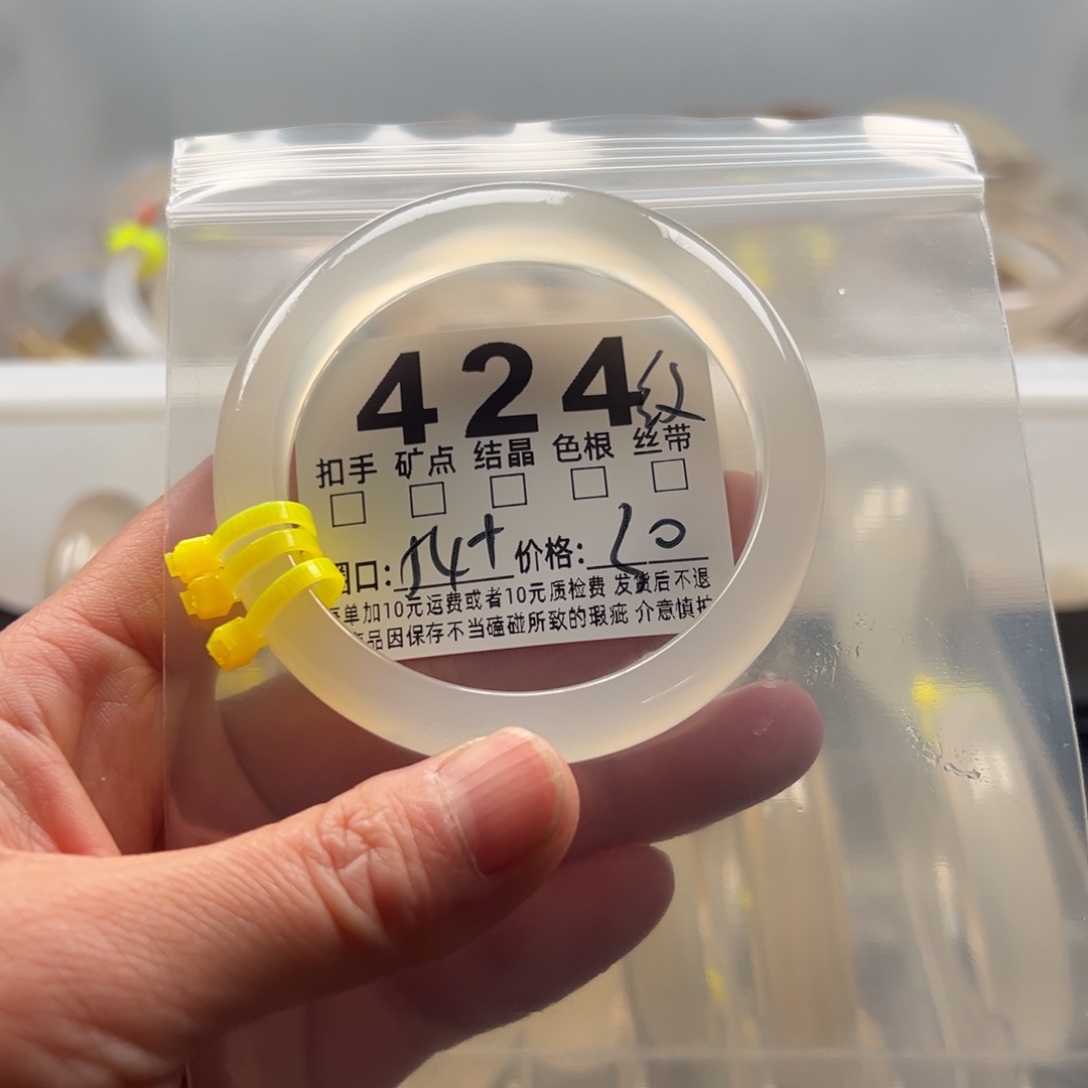 424纹
扣手 矿点 结晶 色根 丝带
圈口: 54+ 价格: 20
单加10元运费或者10元质检费 发货后不退
品因保存不当磕碰所致的瑕疵 介意慎拍